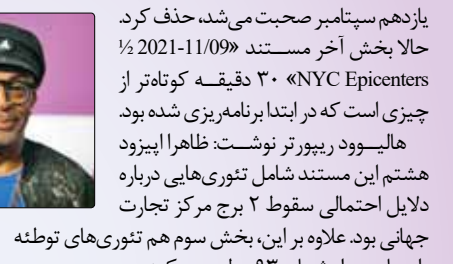 یازدهم سپتامبر صحبت می‌شد، حذف کرد.
حالا بخش آخر مستند «11/09-2021 ½
NYC Epicenters» ۳۰ دقیقه کوتاه‌تر از
چیزی است که در ابتدا برنامه‌ریزی شده بود.
هالیوود ریپورتر نوشت: ظاهرا اپیزود
هشتم این مستند شامل تئوری‌هایی درباره
دلایل احتمالی سقوط ۲ برج مرکز تجارت
جهانی بود. علاوه بر این، بخش سوم هم تئوری‌های توطئه